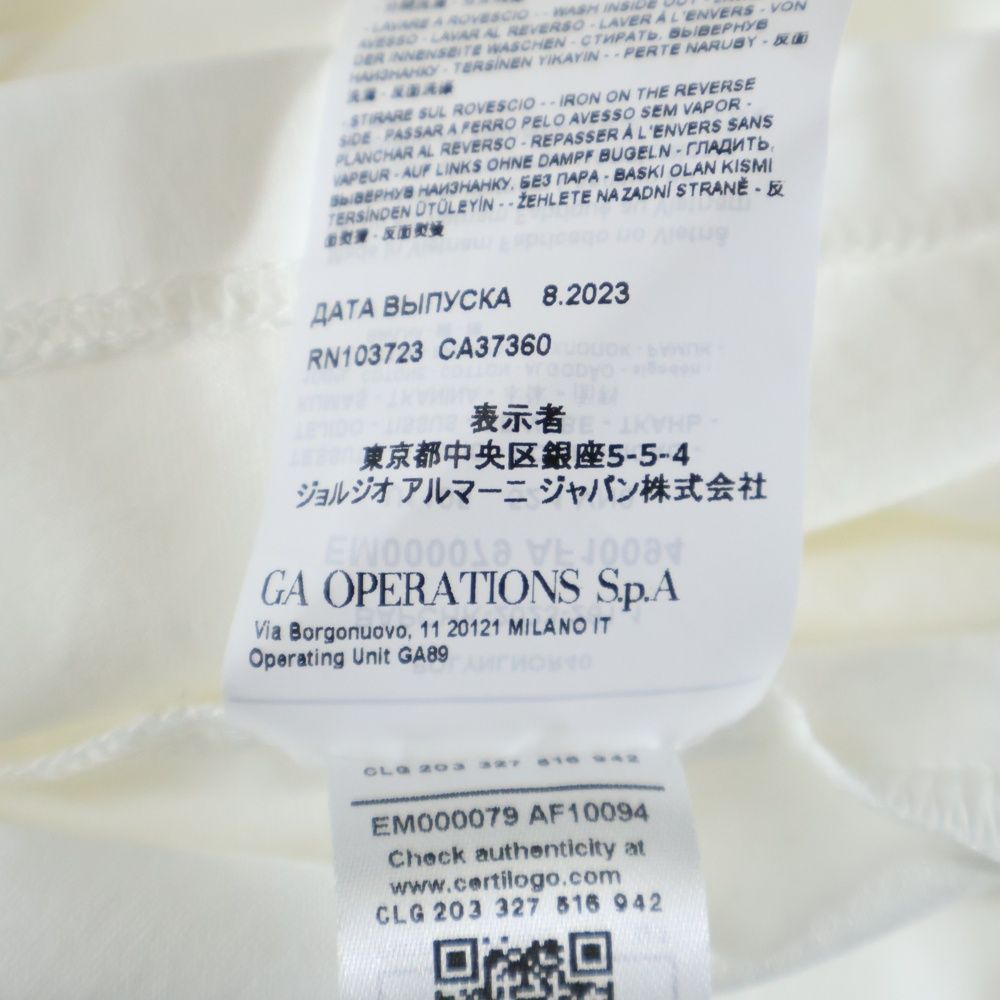 - LAVARE A ROVESCIO - - WASH INSIDE OUT -
AVESSO - LAVAR AL REVERSO - LAVER À L'ENVERS - VON
DER INNENSEITE WASCHEN - СТИРАТЬ, ВЫВЕРНУВ
НАИЗНАНКУ - TERSİNEN YIKAYIN - - PERTE NARUBY - 反面
洗滌 - 反面洗滌
- STIRARE SUL ROVESCIO - - IRON ON THE REVERSE
SIDE - PASSAR A FERRO PELO AVESSO SEM VAPOR -
PLANCHAR AL REVERSO - REPASSER À L'ENVERS SANS
VAPEUR - AUF LINKS OHNE DAMPF BUGELN - ГЛАДИТЬ,
ВЫВЕРНУВ НАИЗНАНКУ, БЕЗ ПАРА - BASKI OLAN KISMI
TERSİNDEN ÜTÜLEYİN - - ŽEHLETE NA ZADNÍ STRANĚ - 反
面熨燙 - 反面熨燙
ДАТА ВЫПУСКА 8.2023
RN103723 CA37360
表示者
東京都中央区銀座5-5-4
ジョルジオ アルマーニ ジャパン株式会社
GA OPERATIONS S.p.A
Via Borgonuovo, 11 20121 MILANO IT
Operating Unit GA89
CLG 203 327 516 942
EM000079 AF10094
Check authenticity at
www.certilogo.com
CLG 203 327 516 942